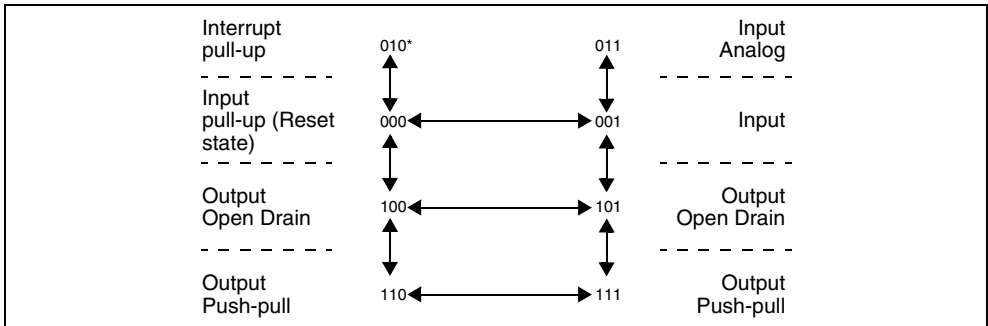 Interrupt
pull-up
010*
011
Input
Analog
Input
pull-up (Reset
state)
000
001
Input
Output
Open Drain
100
101
Output
Open Drain
Output
Push-pull
110
111
Output
Push-pull